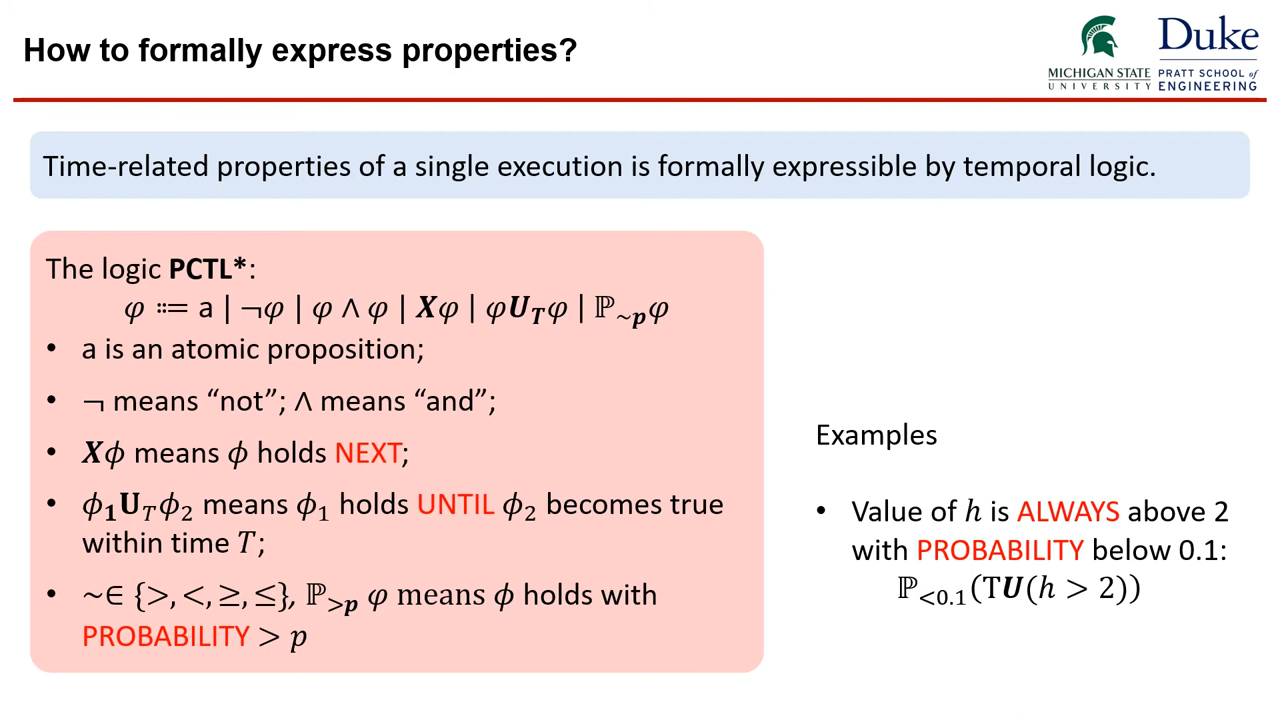 How to formally express properties?
MICHIGAN STATE
UNIVERSITY
Duke
PRATT SCHOOL of
ENGINEERING
Time-related properties of a single execution is formally expressible by temporal logic.
The logic PCTL*:
φ ⩴ a | ¬φ | φ ∧ φ | Xφ | φU_Tφ | ℙ_{∼p}φ
• a is an atomic proposition;
• ¬ means “not”; ∧ means “and”;
• Xϕ means ϕ holds NEXT;
• ϕ₁U_Tϕ₂ means ϕ₁ holds UNTIL ϕ₂ becomes true
within time T;
• ∼∈ {>, <, ≥, ≤}, ℙ_{>p} φ means ϕ holds with
PROBABILITY > p
Examples
• Value of h is ALWAYS above 2
with PROBABILITY below 0.1:
ℙ_{<0.1}(TU(h > 2))